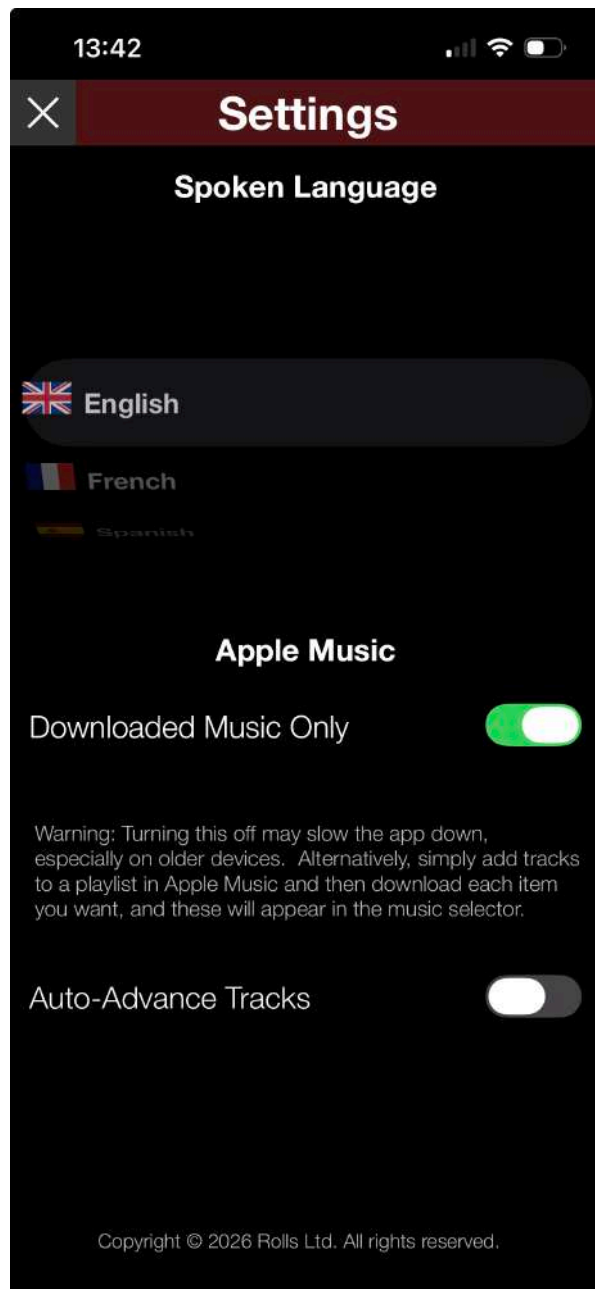 13:42
Settings
Spoken Language
English
French
Spanish
Apple Music
Downloaded Music Only
Warning: Turning this off may slow the app down,
especially on older devices.  Alternatively, simply add tracks
to a playlist in Apple Music and then download each item
you want, and these will appear in the music selector.
Auto-Advance Tracks
Copyright © 2026 Rolls Ltd. All rights reserved.